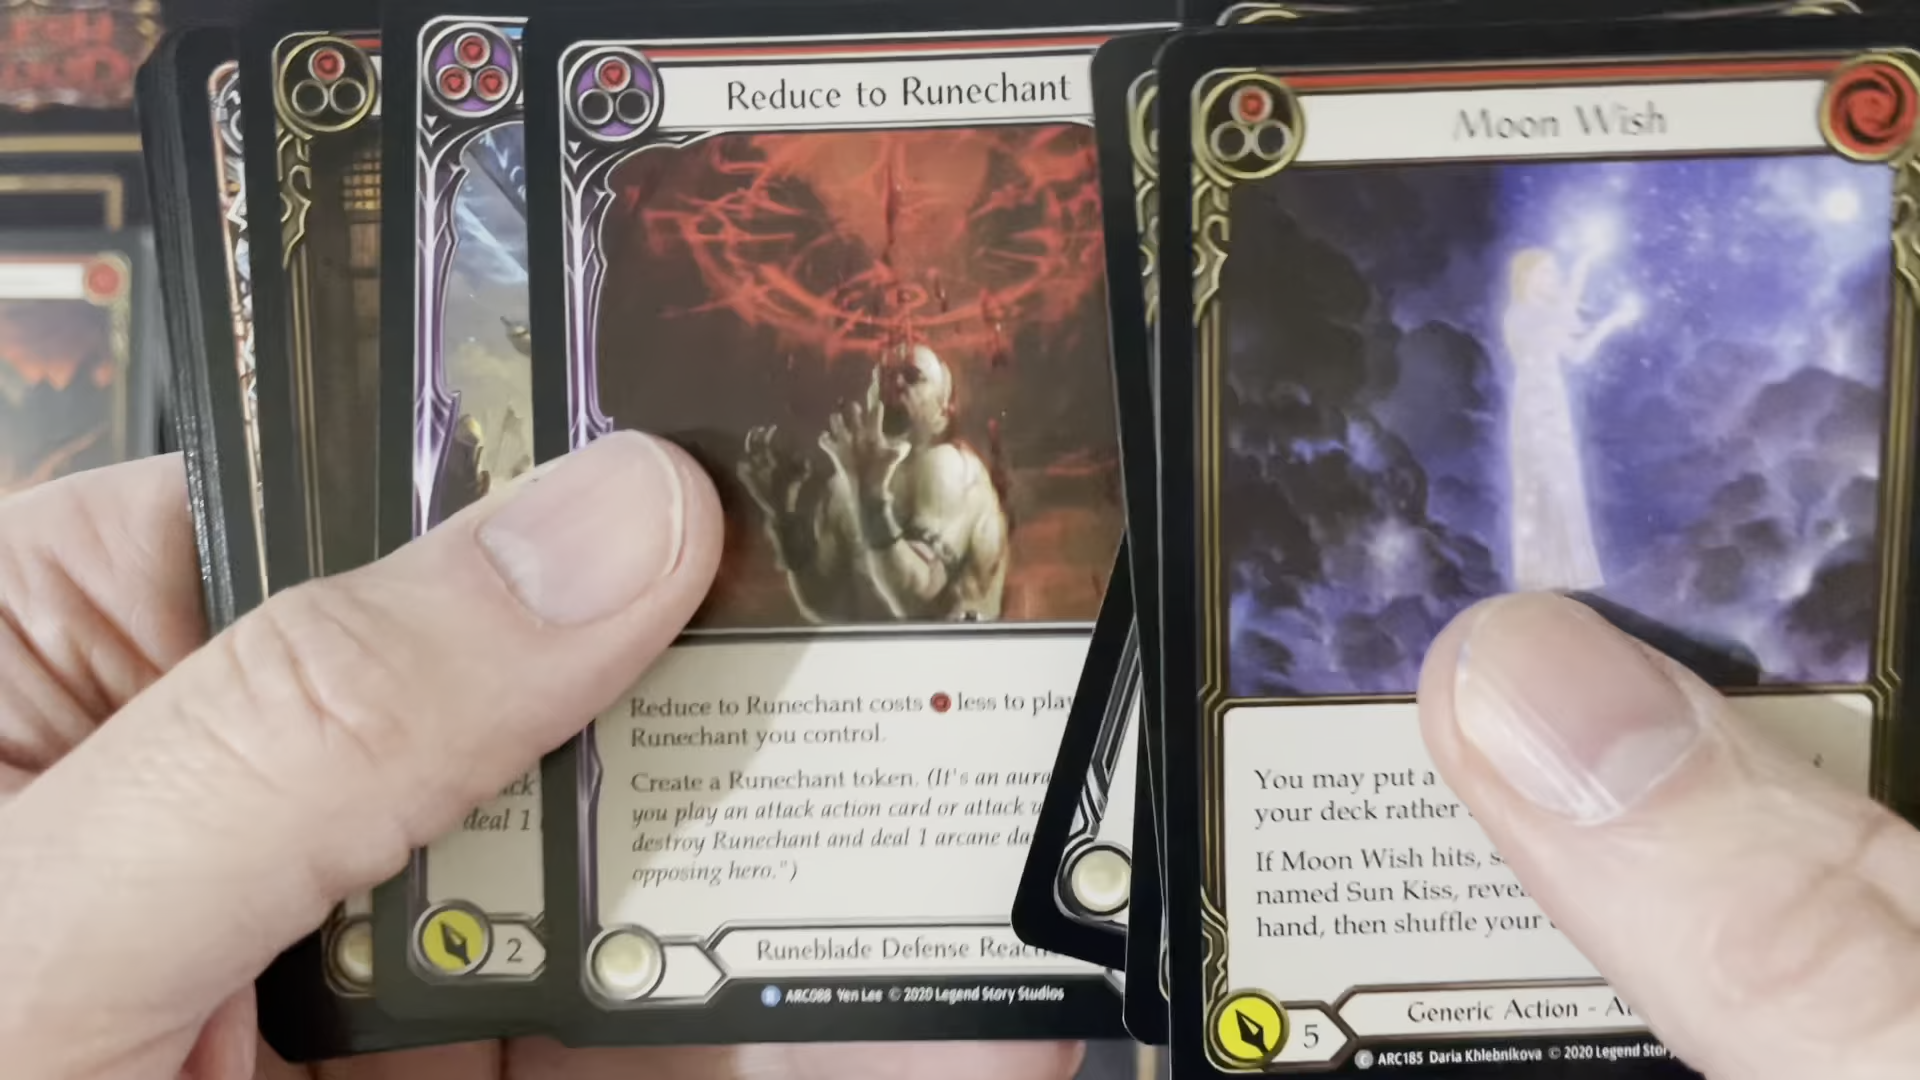 Reduce to Runechant
Reduce to Runechant costs less to play
Runechant you control.
Create a Runechant token. (It's an aura
you play an attack action card or attack
destroy Runechant and deal 1 arcane
opposing hero.")
Runeblade Defense
ARC088 Yen Lee © 2020 Legend Story Studios
deal 1
2
Moon Wish
You may put a
your deck rather
If Moon Wish hits,
named Sun Kiss,
hand, then shuffle your
5
Generic Action -
C ARC185 Daria Khlebnikova © 2020 Legend